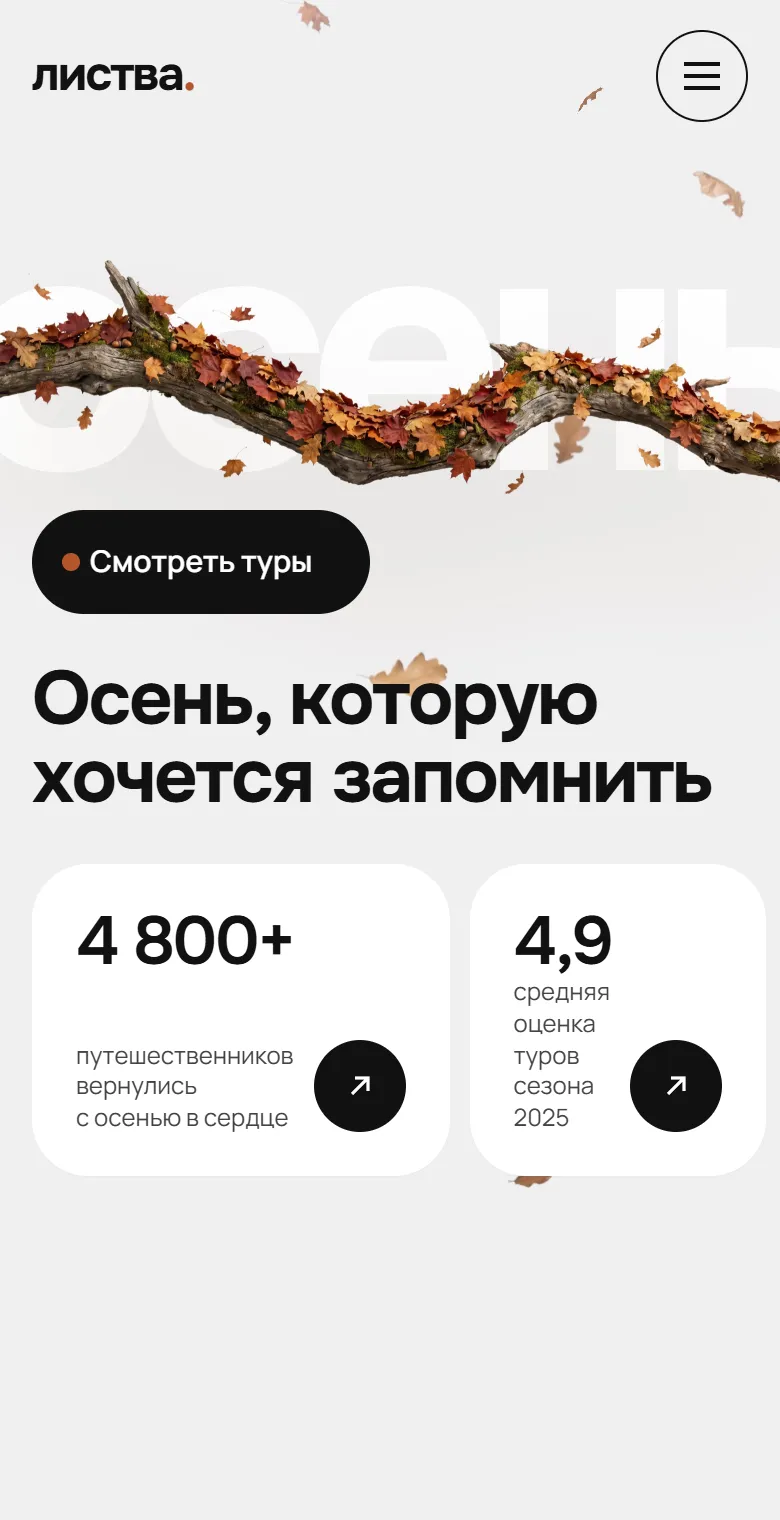 листва.
осень
Смотреть туры
Осень, которую
хочется запомнить
4 800+
путешественников
вернулись
с осенью в сердце
4,9
средняя
оценка
туров
сезона
2025